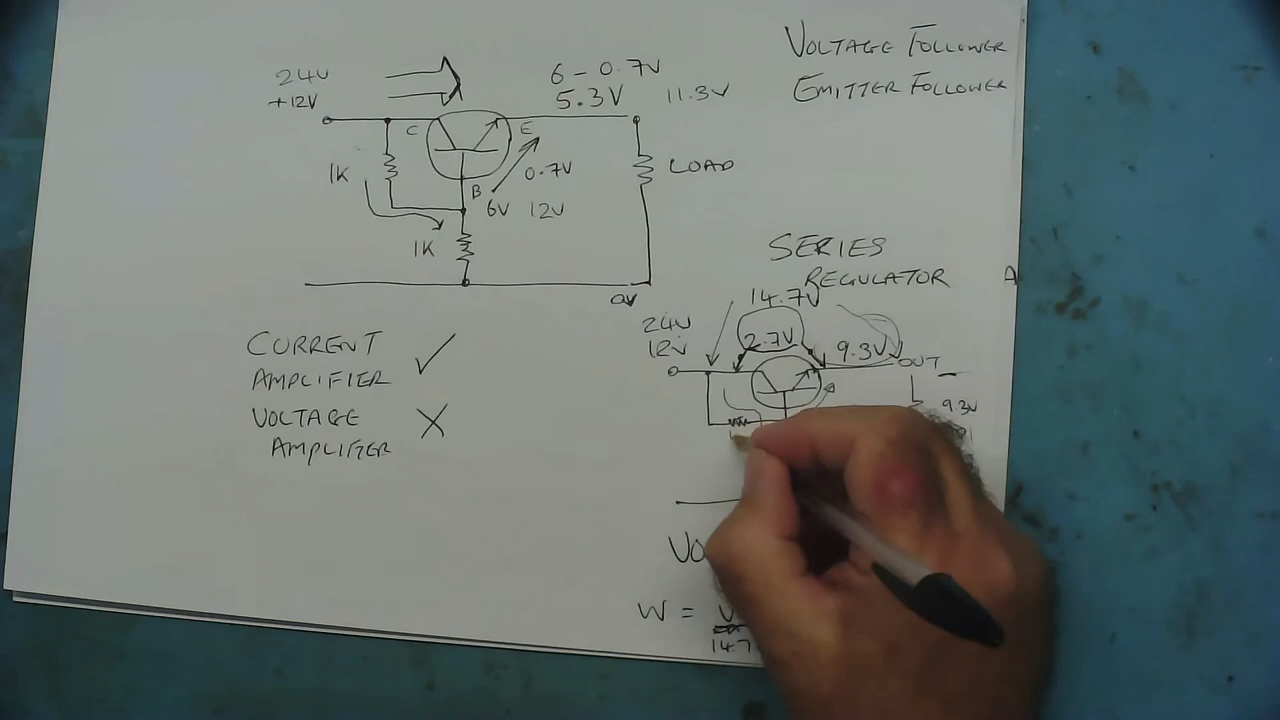 VOLTAGE FOLLOWER
EMITTER FOLLOWER
24V
+12V
6 - 0.7V
5.3V 11.3V
C E
1K
0.7V
LOAD
B
6V 12V
1K
0V
SERIES
REGULATOR
A
14.7V
24V
12V
2.7V
9.3V
OUT
9.3V
CURRENT
AMPLIFIER ✓
VOLTAGE
AMPLIFIER X
W = V
14.7